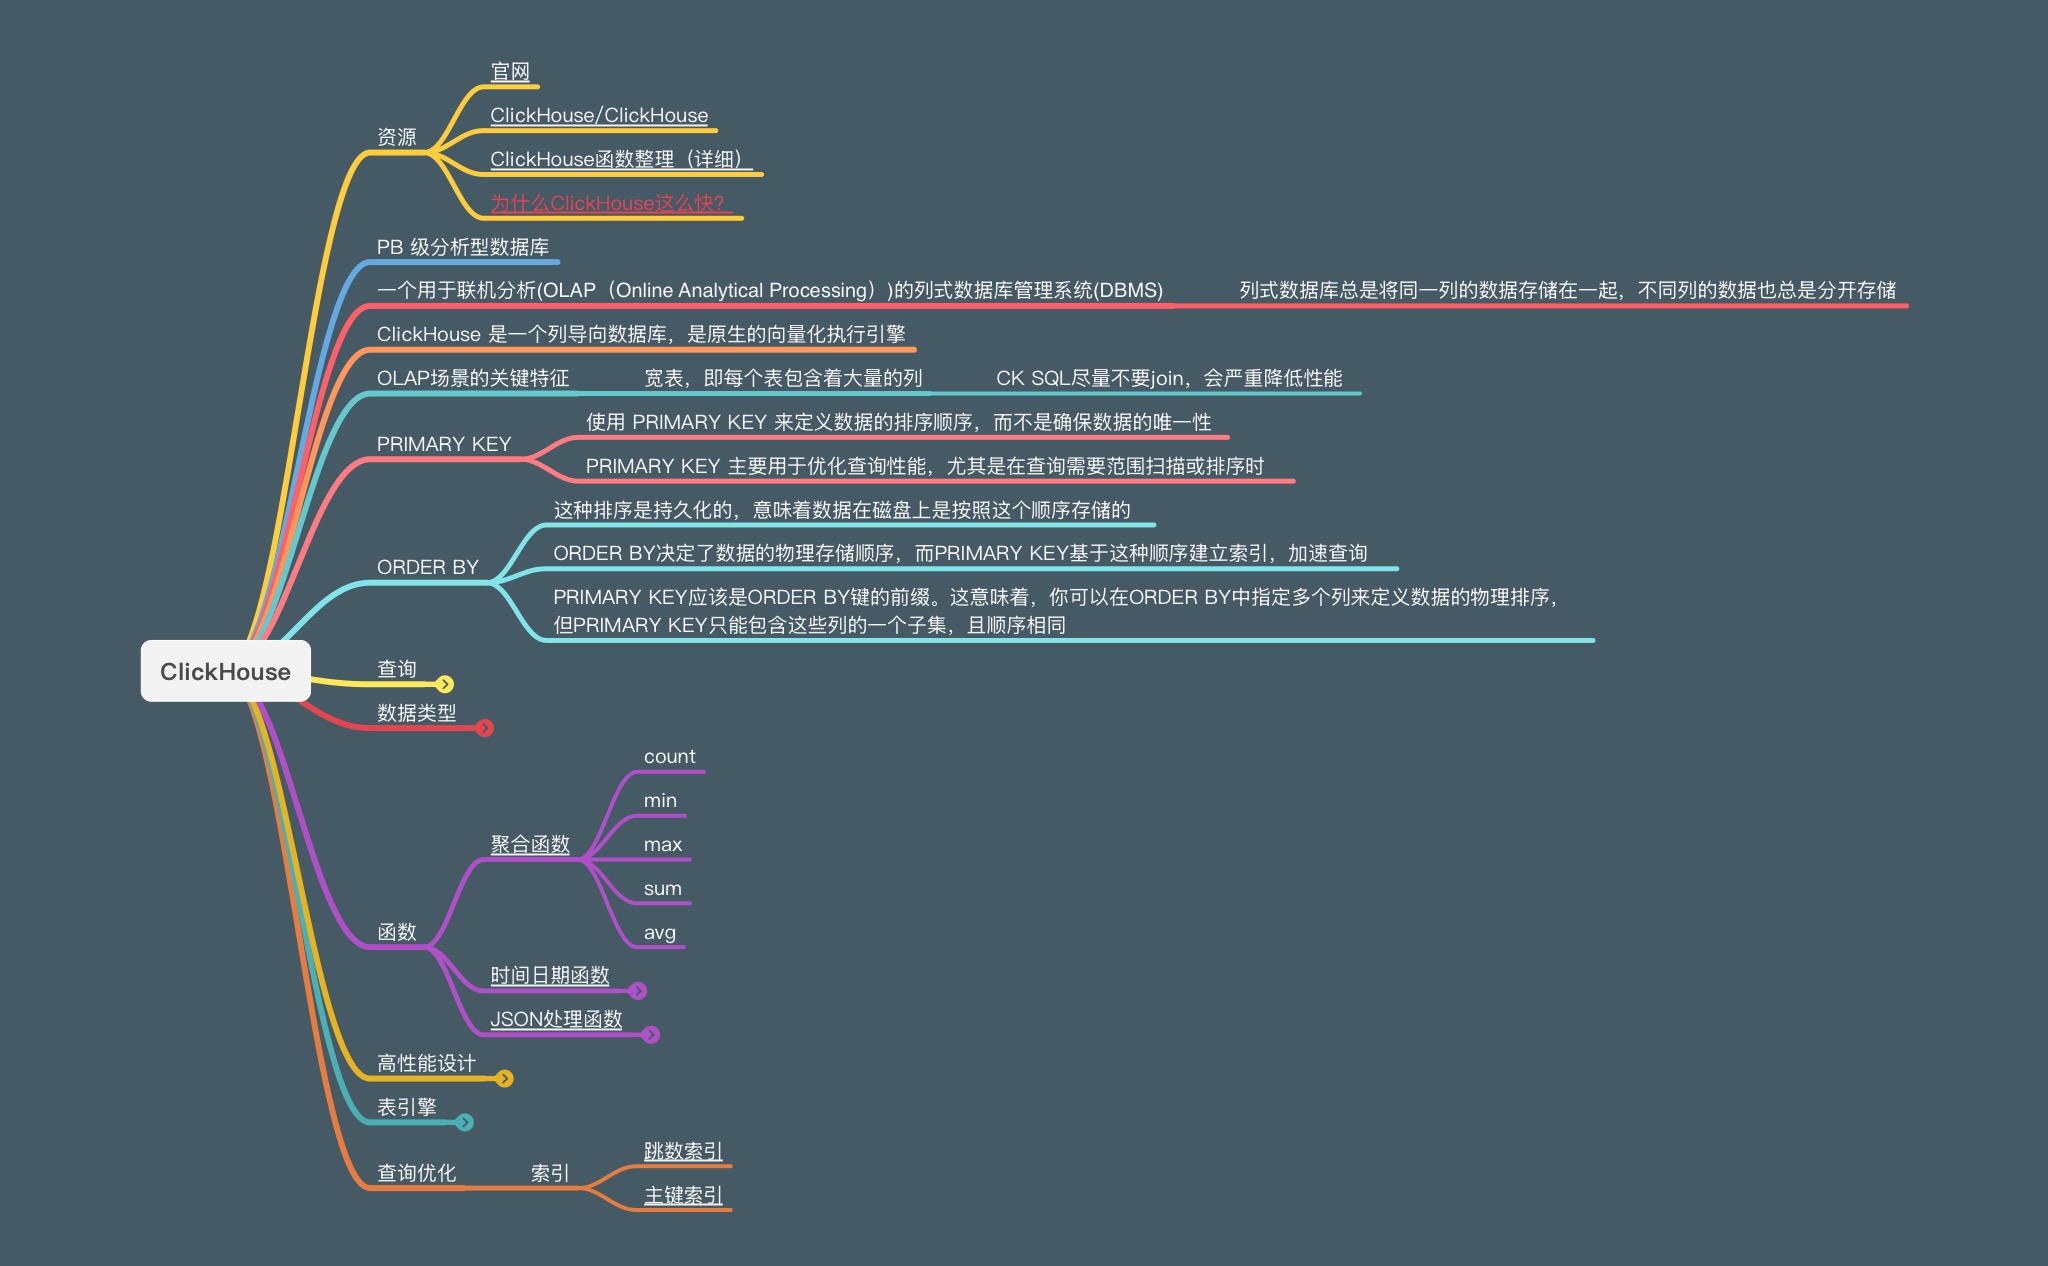 官网
ClickHouse/ClickHouse
资源
ClickHouse函数整理（详细）
为什么ClickHouse这么快？
PB 级分析型数据库
一个用于联机分析(OLAP（Online Analytical Processing）)的列式数据库管理系统(DBMS)
列式数据库总是将同一列的数据存储在一起，不同列的数据也总是分开存储
ClickHouse 是一个列导向数据库，是原生的向量化执行引擎
OLAP场景的关键特征
宽表，即每个表包含着大量的列
CK SQL尽量不要join，会严重降低性能
使用 PRIMARY KEY 来定义数据的排序顺序，而不是确保数据的唯一性
PRIMARY KEY
PRIMARY KEY 主要用于优化查询性能，尤其是在查询需要范围扫描或排序时
这种排序是持久化的，意味着数据在磁盘上是按照这个顺序存储的
ORDER BY
ORDER BY决定了数据的物理存储顺序，而PRIMARY KEY基于这种顺序建立索引，加速查询
PRIMARY KEY应该是ORDER BY键的前缀。这意味着，你可以在ORDER BY中指定多个列来定义数据的物理排序，
但PRIMARY KEY只能包含这些列的一个子集，且顺序相同
ClickHouse
查询
数据类型
count
min
聚合函数
max
sum
avg
函数
时间日期函数
JSON处理函数
高性能设计
表引擎
查询优化
索引
跳数索引
主键索引